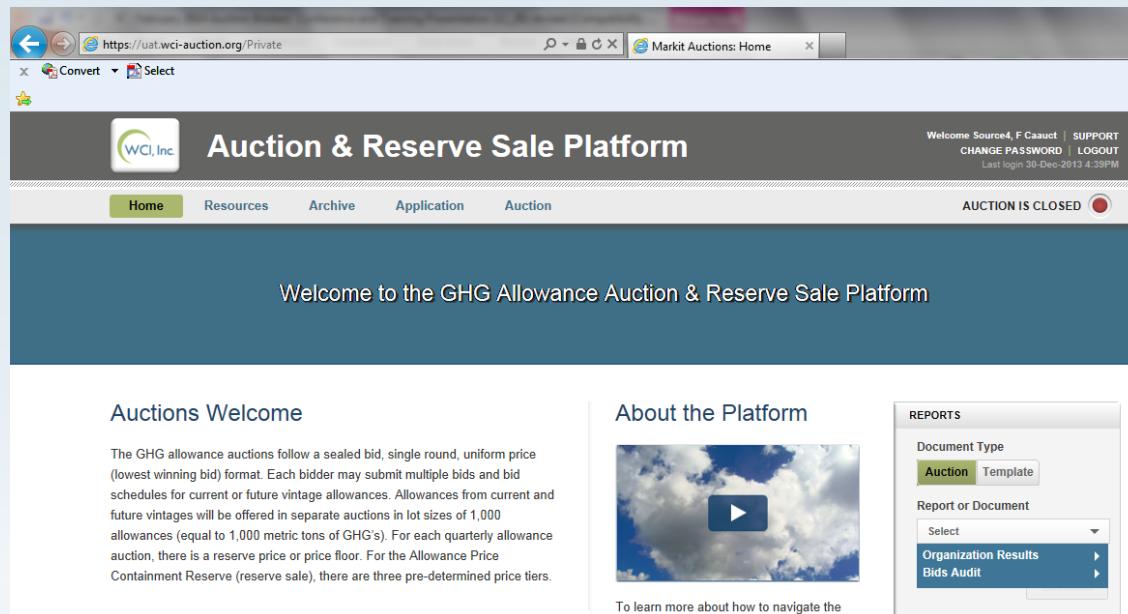 https://uat.wci-auction.org/Private
Markit Auctions: Home
x Convert Select
WCI, Inc.
Auction & Reserve Sale Platform
Welcome Source4, F Caauct | SUPPORT
CHANGE PASSWORD | LOGOUT
Last login 30-Dec-2013 4:39PM
Home Resources Archive Application Auction
AUCTION IS CLOSED
Welcome to the GHG Allowance Auction & Reserve Sale Platform
Auctions Welcome
The GHG allowance auctions follow a sealed bid, single round, uniform price
(lowest winning bid) format. Each bidder may submit multiple bids and bid
schedules for current or future vintage allowances. Allowances from current and
future vintages will be offered in separate auctions in lot sizes of 1,000
allowances (equal to 1,000 metric tons of GHG's). For each quarterly allowance
auction, there is a reserve price or price floor. For the Allowance Price
Containment Reserve (reserve sale), there are three pre-determined price tiers.
About the Platform
To learn more about how to navigate the
REPORTS
Document Type
Auction Template
Report or Document
Select
Organization Results
Bids Audit